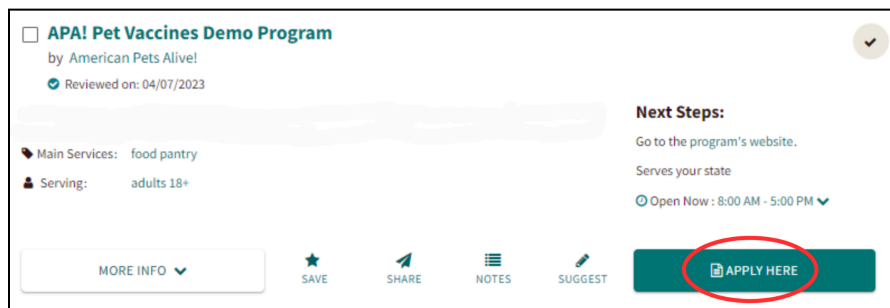 APA! Pet Vaccines Demo Program
by American Pets Alive!
Reviewed on: 04/07/2023
Main Services: food pantry
Serving: adults 18+
Next Steps:
Go to the program's website.
Serves your state
Open Now : 8:00 AM - 5:00 PM
MORE INFO
SAVE
SHARE
NOTES
SUGGEST
APPLY HERE